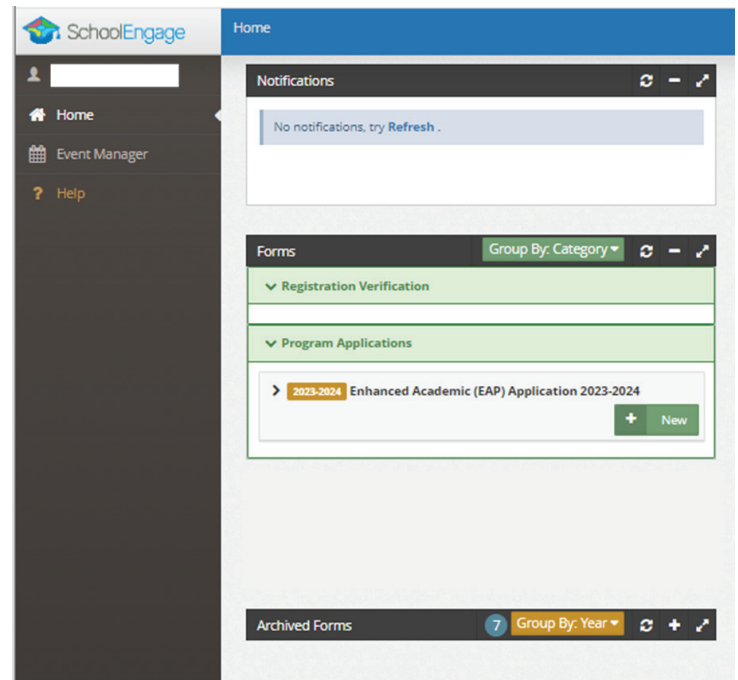 SchoolEngage
Home
Home
Event Manager
? Help
Notifications
No notifications, try Refresh .
Forms
Group By: Category
Registration Verification
Program Applications
2023-2024 Enhanced Academic (EAP) Application 2023-2024
+ New
Archived Forms
7 Group By: Year